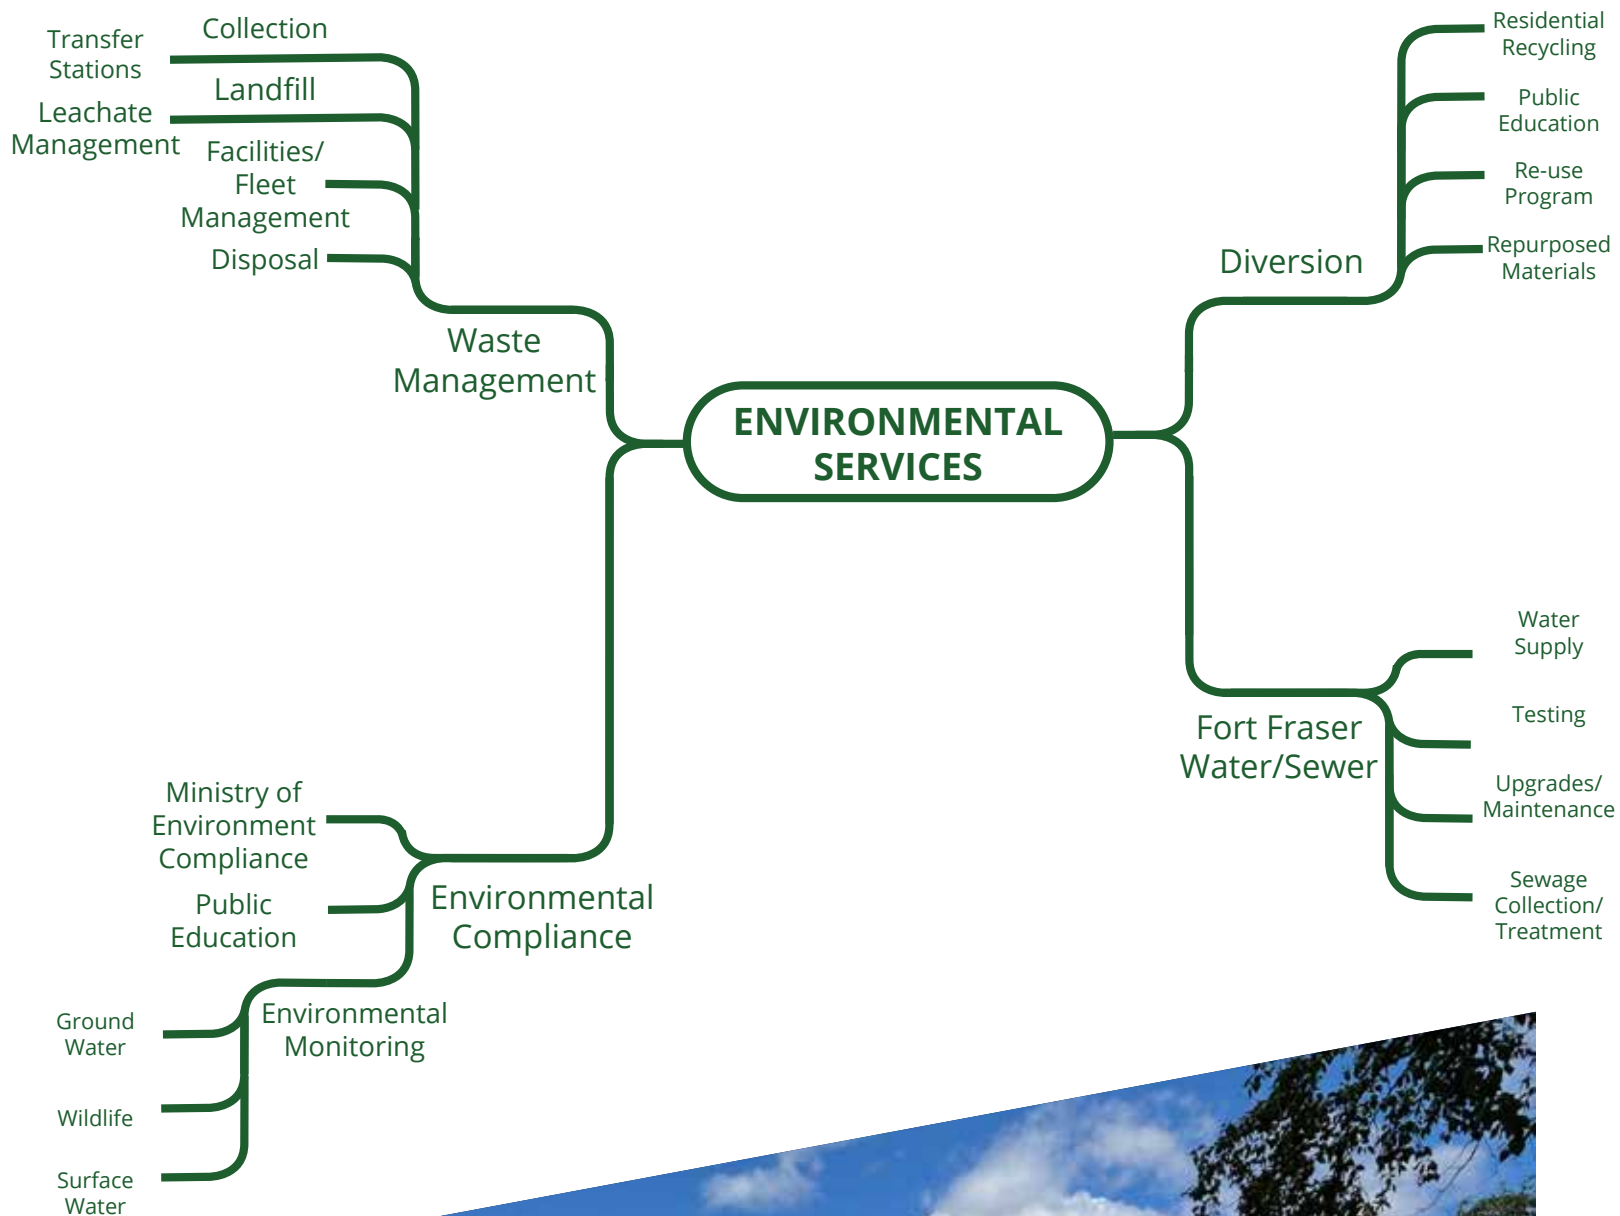 Collection
Transfer
Stations
Landfill
Leachate
Management
Facilities/
Fleet
Management
Disposal
Waste
Management
ENVIRONMENTAL
SERVICES
Diversion
Residential
Recycling
Public
Education
Re-use
Program
Repurposed
Materials
Fort Fraser
Water/Sewer
Water
Supply
Testing
Upgrades/
Maintenance
Sewage
Collection/
Treatment
Environmental
Compliance
Ministry of
Environment
Compliance
Public
Education
Environmental
Monitoring
Ground
Water
Wildlife
Surface
Water